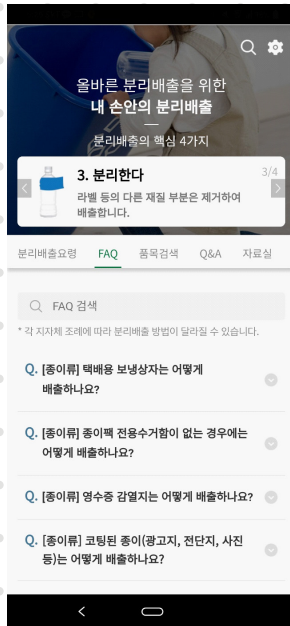 올바른 분리배출을 위한
내 손안의 분리배출
분리배출의 핵심 4가지
3. 분리한다
3/4
라벨 등의 다른 재질 부분은 제거하여
배출합니다.
분리배출요령 FAQ 품목검색 Q&A 자료실
FAQ 검색
* 각 지자체 조례에 따라 분리배출 방법이 달라질 수 있습니다.
Q. [종이류] 택배용 보냉상자는 어떻게
배출하나요?
Q. [종이류] 종이팩 전용수거함이 없는 경우에는
어떻게 배출하나요?
Q. [종이류] 영수증 감열지는 어떻게 배출하나요?
Q. [종이류] 코팅된 종이(광고지, 전단지, 사진
등)는 어떻게 배출하나요?